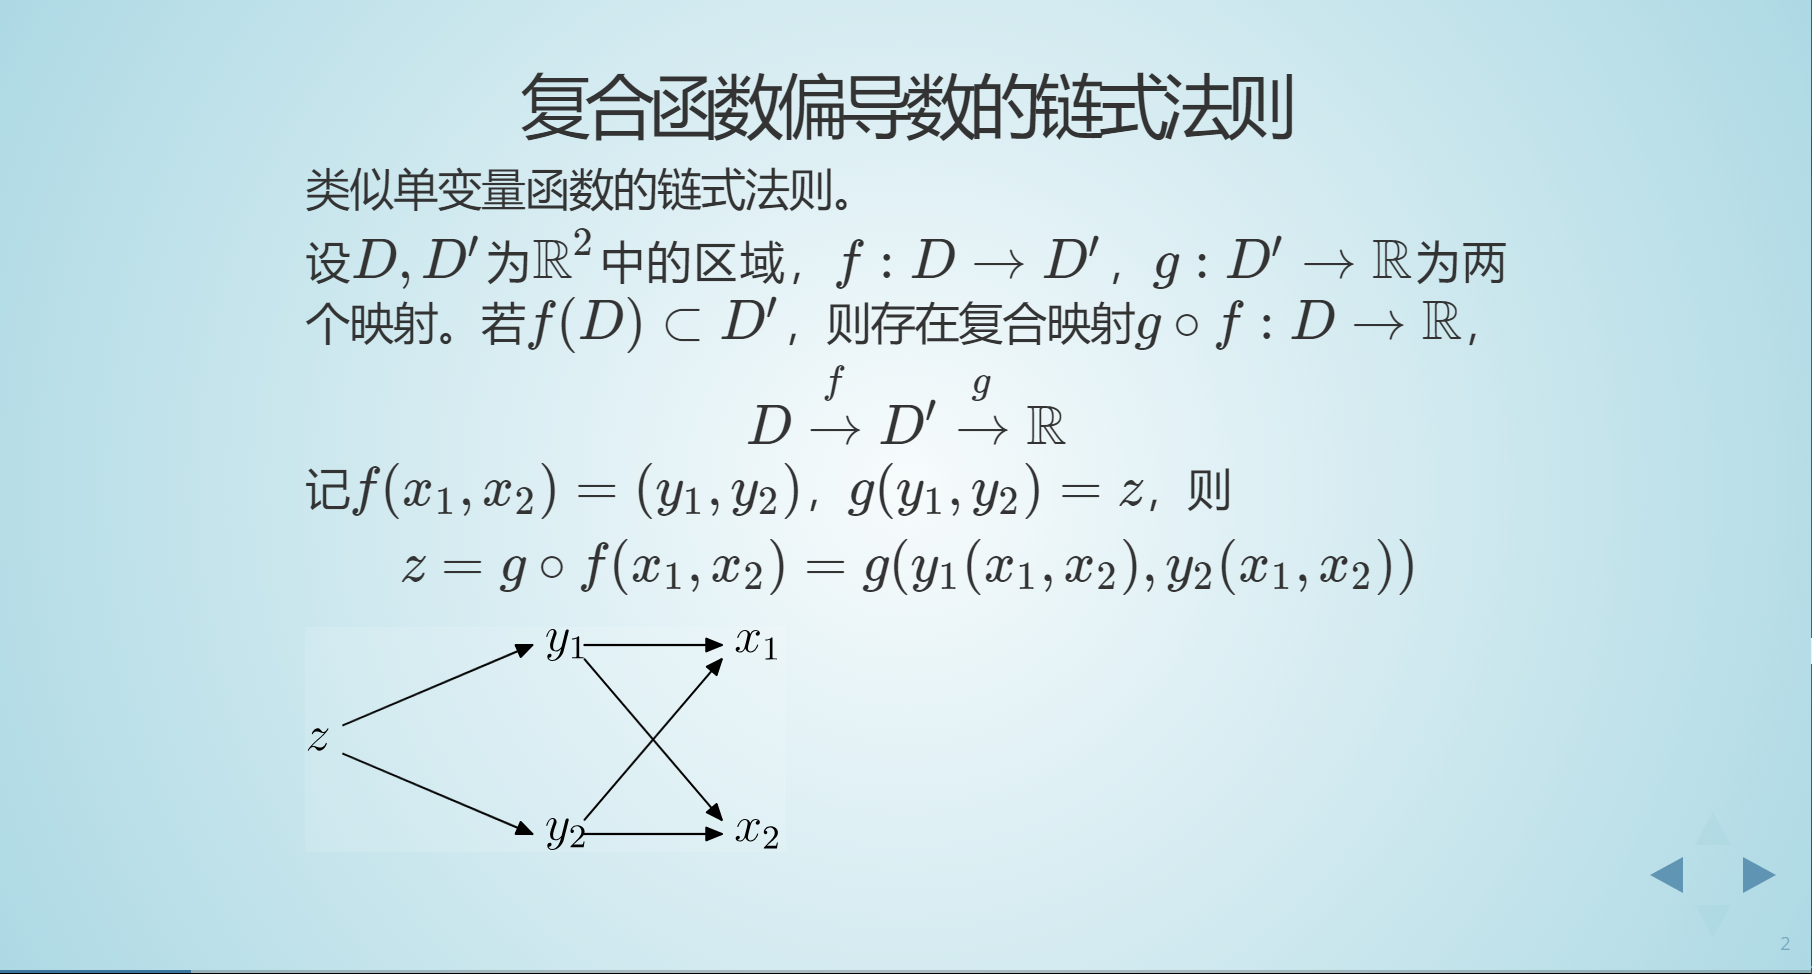 复合函数偏导数的链式法则
类似单变量函数的链式法则。
设D, D′为ℝ²中的区域，f : D → D′，g : D′ → ℝ为两
个映射。若f(D) ⊂ D′，则存在复合映射g ∘ f : D → ℝ，
f g
D → D′ → ℝ
记f(x₁, x₂) = (y₁, y₂)，g(y₁, y₂) = z，则
z = g ∘ f(x₁, x₂) = g(y₁(x₁, x₂), y₂(x₁, x₂))
y₁ x₁
z
y₂ x₂
2